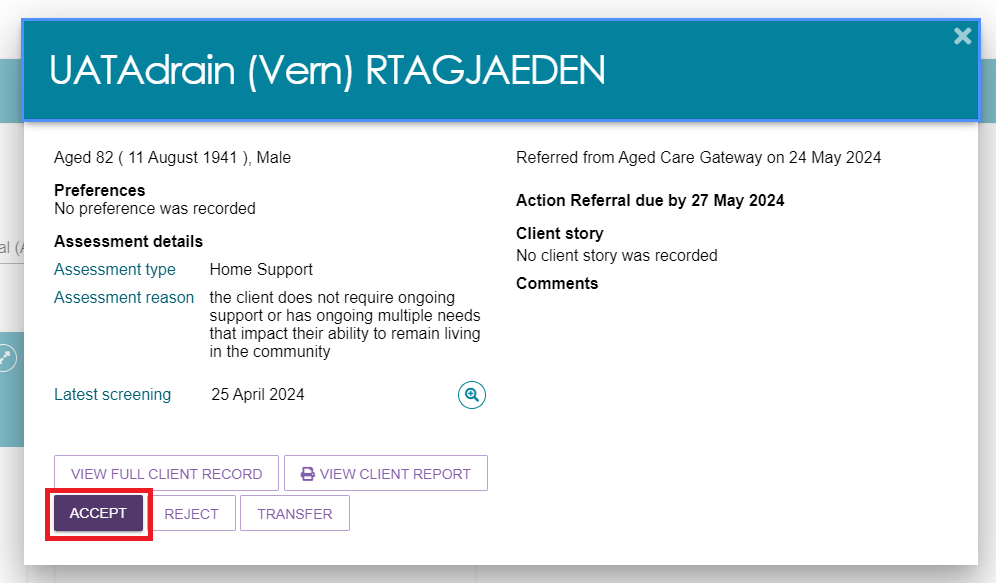 UATAdrain (Vern) RTAGJAEDEN
Aged 82 ( 11 August 1941 ), Male
Preferences
No preference was recorded
Assessment details
Assessment type Home Support
Assessment reason the client does not require ongoing
support or has ongoing multiple needs
that impact their ability to remain living
in the community
Latest screening 25 April 2024
Referred from Aged Care Gateway on 24 May 2024
Action Referral due by 27 May 2024
Client story
No client story was recorded
Comments
VIEW FULL CLIENT RECORD VIEW CLIENT REPORT
ACCEPT REJECT TRANSFER